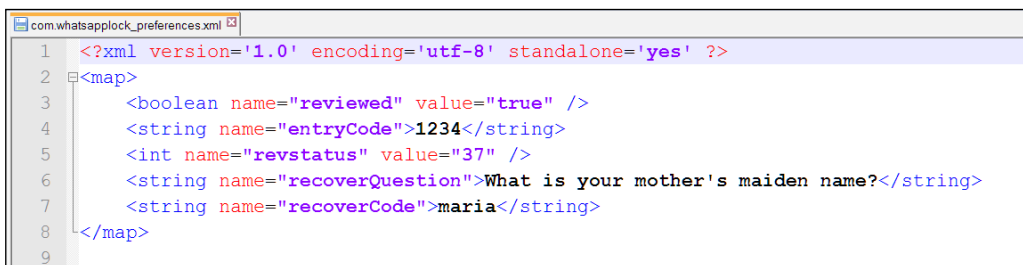 com.whatsapplock_preferences.xml
1 <?xml version='1.0' encoding='utf-8' standalone='yes' ?>
2 <map>
3     <boolean name="reviewed" value="true" />
4     <string name="entryCode">1234</string>
5     <int name="revstatus" value="37" />
6     <string name="recoverQuestion">What is your mother's maiden name?</string>
7     <string name="recoverCode">maria</string>
8 </map>
9